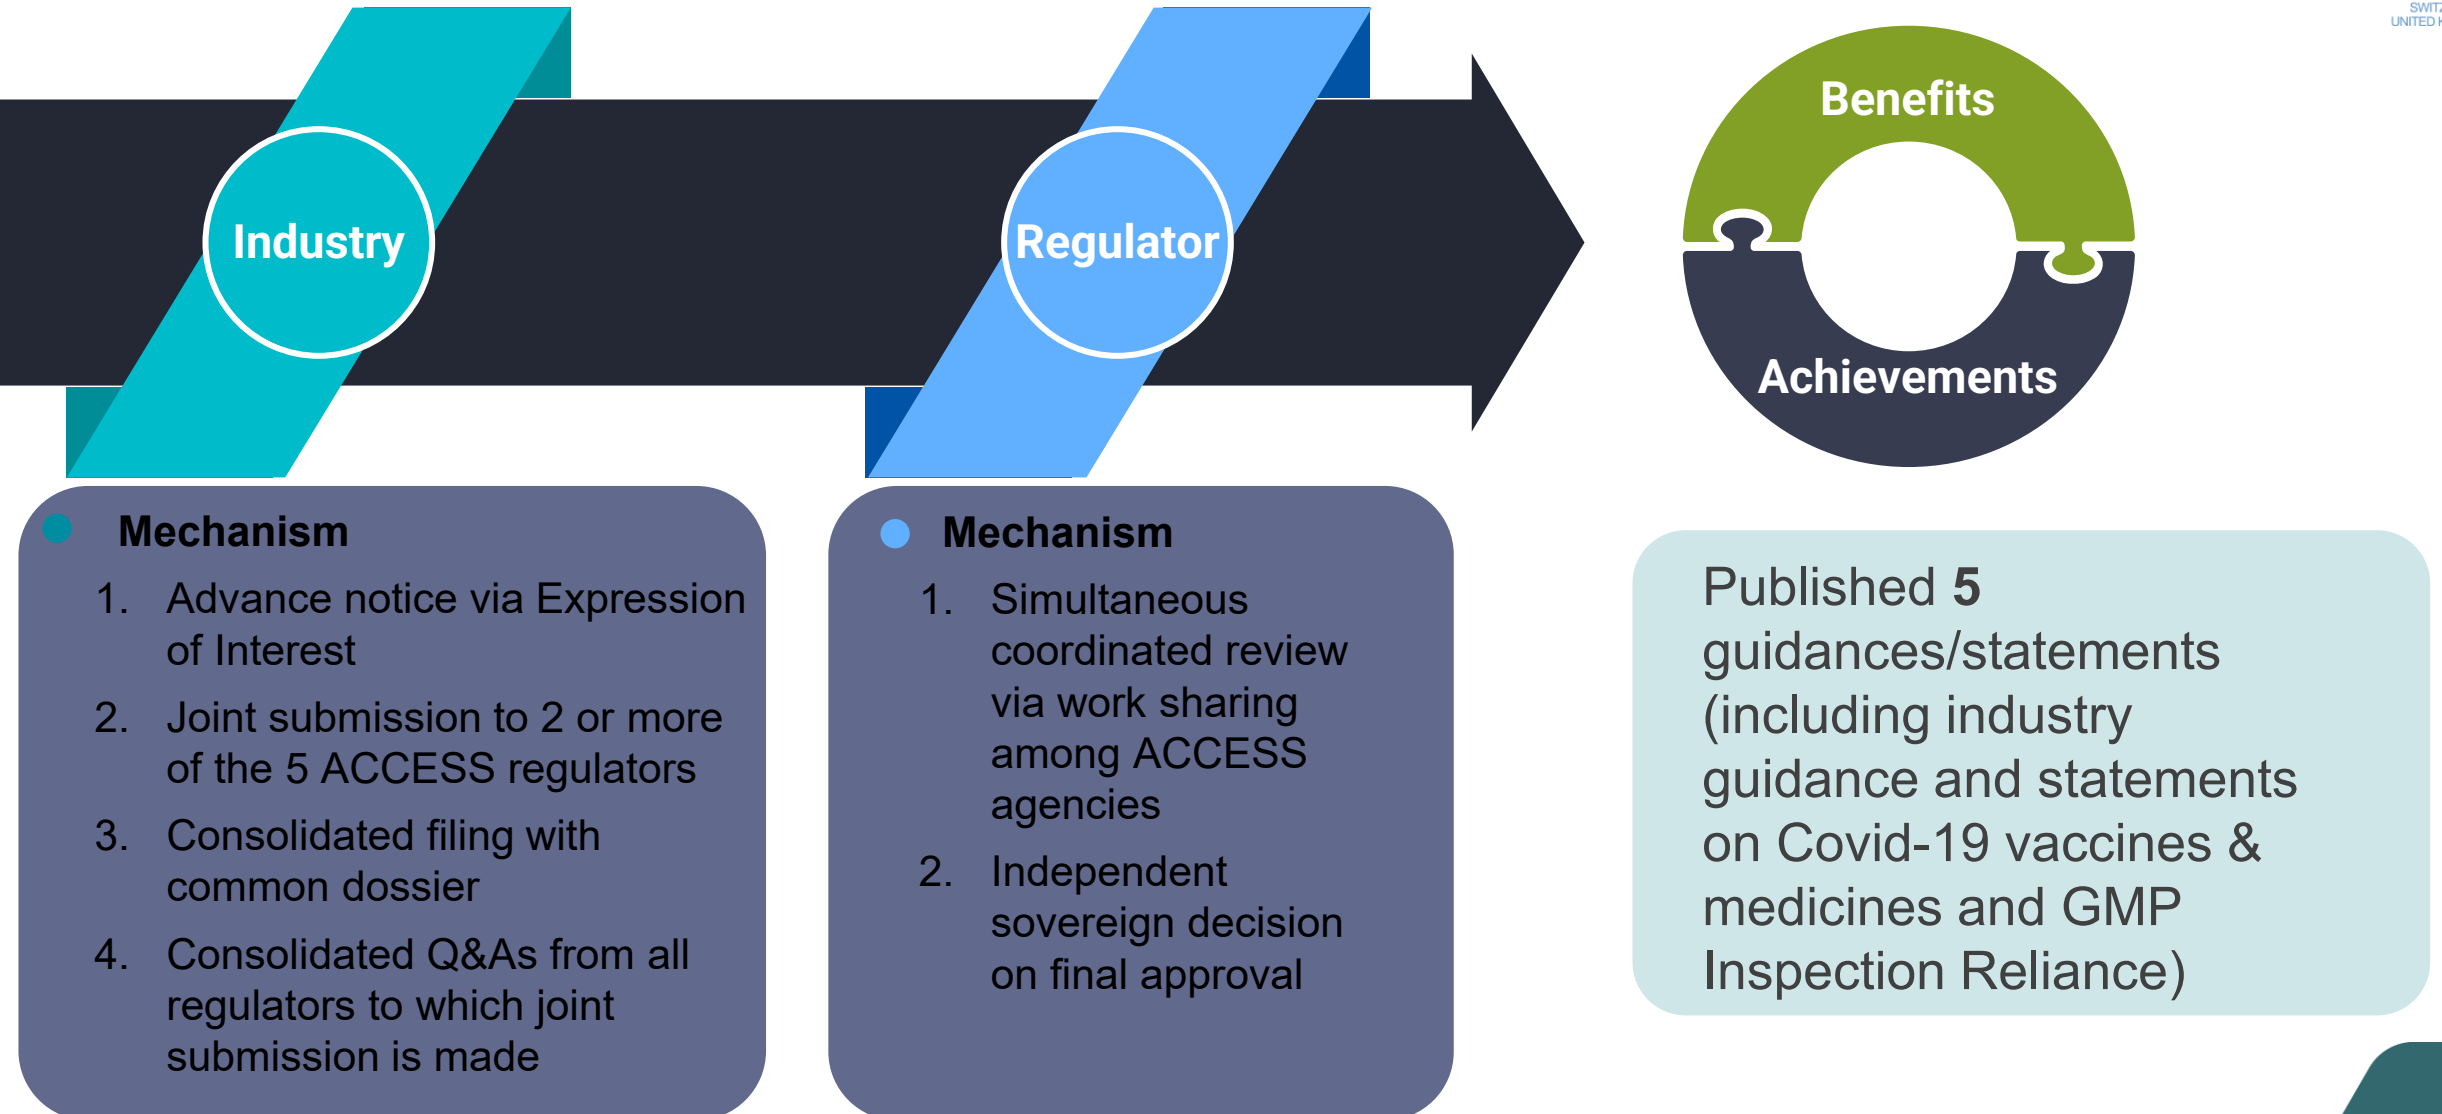 SWIT
UNITED
Industry
Regulator
Benefits
Achievements
Mechanism
1. Advance notice via Expression
of Interest
2. Joint submission to 2 or more
of the 5 ACCESS regulators
3. Consolidated filing with
common dossier
4. Consolidated Q&As from all
regulators to which joint
submission is made
Mechanism
1. Simultaneous
coordinated review
via work sharing
among ACCESS
agencies
2. Independent
sovereign decision
on final approval
Published 5
guidances/statements
(including industry
guidance and statements
on Covid-19 vaccines &
medicines and GMP
Inspection Reliance)